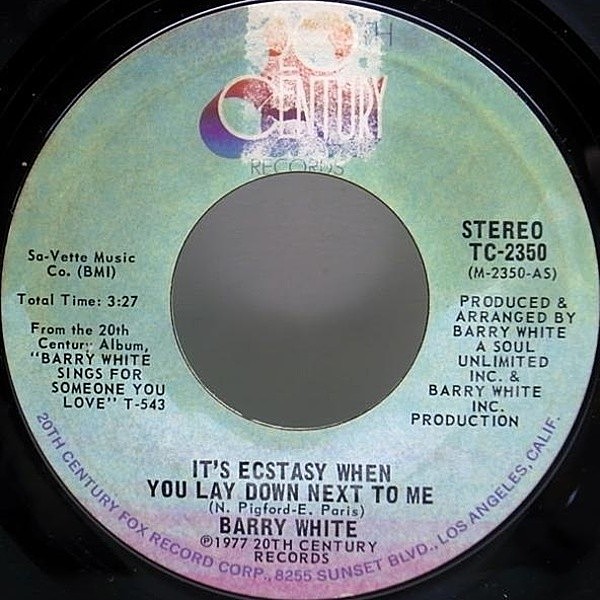 20TH
CENTURY
RECORDS
Sa-Vette Music
Co. (BMI)
Total Time: 3:27
From the 20th
Century Album,
"BARRY WHITE
SINGS FOR
SOMEONE YOU
LOVE" T-543
STEREO
TC-2350
(M-2350-AS)
PRODUCED &
ARRANGED BY
BARRY WHITE
A SOUL
UNLIMITED
INC. &
BARRY WHITE
INC.
PRODUCTION
IT'S ECSTASY WHEN
YOU LAY DOWN NEXT TO ME
(N. Pigford-E. Paris)
BARRY WHITE
℗1977 20TH CENTURY
RECORDS
20TH CENTURY FOX RECORD CORP., 8255 SUNSET BLVD., LOS ANGELES, CALIF.